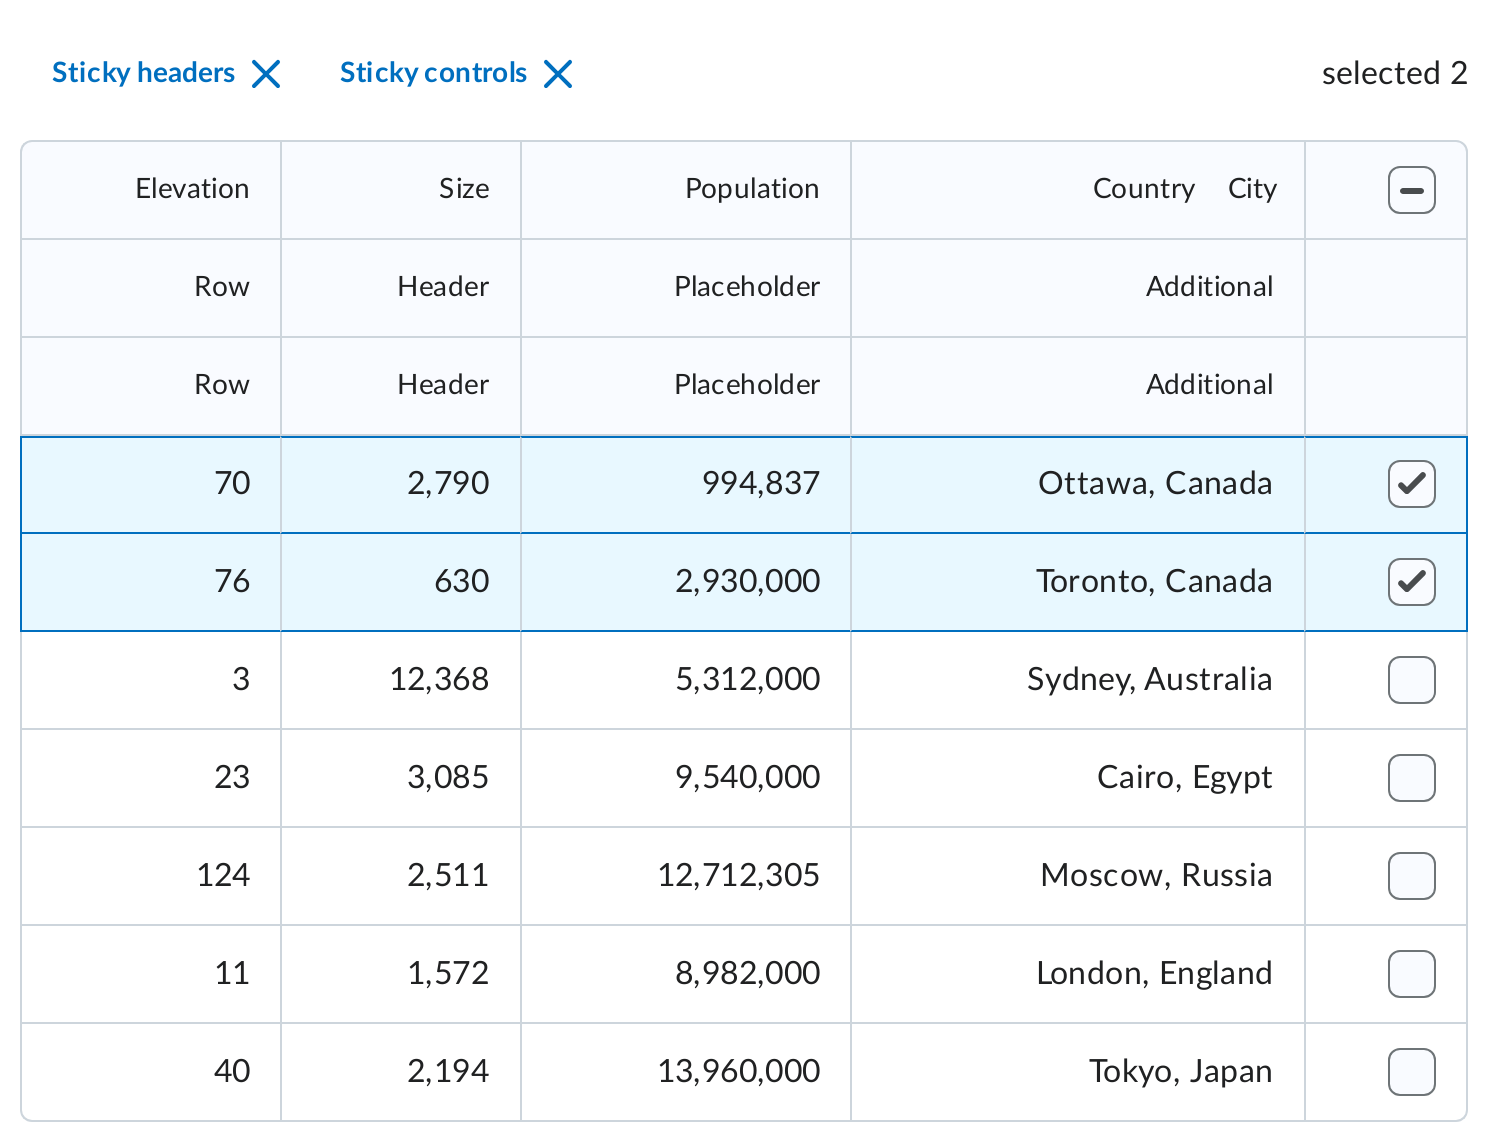 Sticky headers Sticky controls selected 2
Elevation Size Population Country City
Row Header Placeholder Additional
Row Header Placeholder Additional
70 2,790 994,837 Ottawa, Canada
76 630 2,930,000 Toronto, Canada
3 12,368 5,312,000 Sydney, Australia
23 3,085 9,540,000 Cairo, Egypt
124 2,511 12,712,305 Moscow, Russia
11 1,572 8,982,000 London, England
40 2,194 13,960,000 Tokyo, Japan